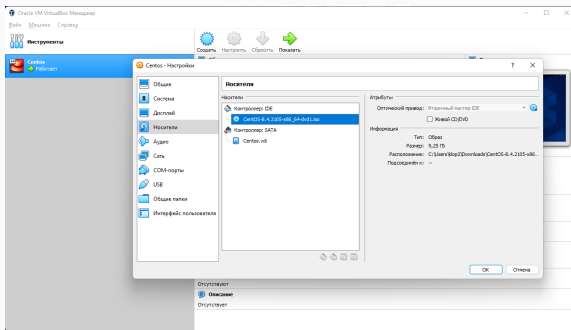 Oracle VM VirtualBox Менеджер
Файл Машина Справка
Инструменты
Создать Настроить Сбросить Показать
Centos
Работает
Centos - Настройки
Общие
Система
Дисплей
Носители
Аудио
Сеть
COM-порты
USB
Общие папки
Интерфейс пользователя
Носители
Носители
Контроллер: IDE
CentOS-8.4.2105-x86_64-dvd1.iso
Контроллер: SATA
Centos.vdi
Атрибуты
Оптический привод: Вторичный мастер IDE
Живой CD/DVD
Информация
Тип: Образ
Размер: 9,25 ГБ
Расположение: C:\Users\klop2\Downloads\CentOS-8.4.2105-x86...
Подсоединён к: --
OK Отмена
Отсутствуют
Описание
Отсутствует